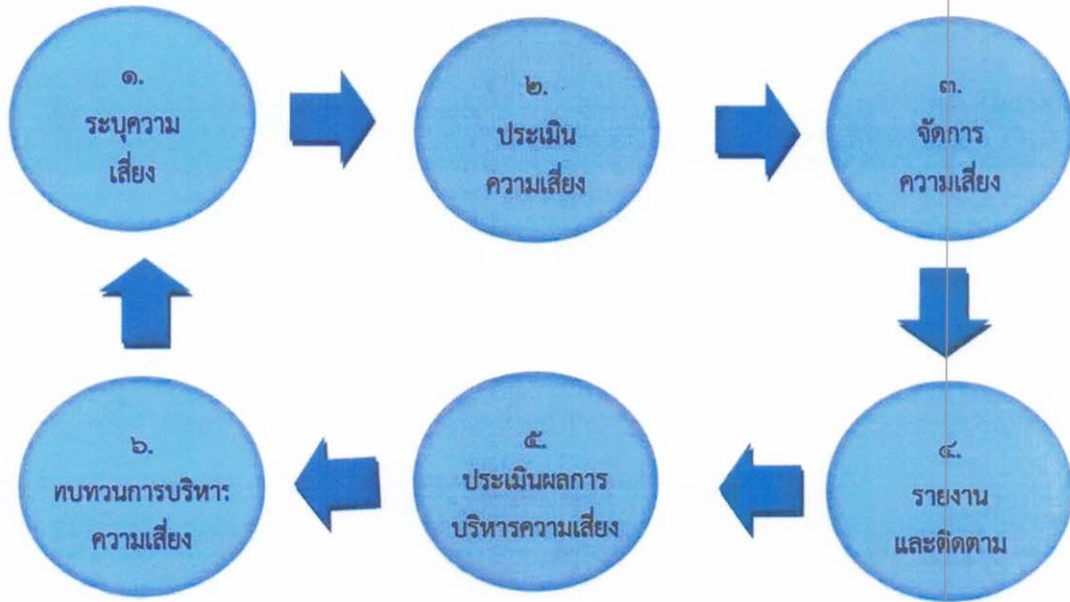 ๑.
ระบุความ
เสี่ยง
๒.
ประเมิน
ความเสี่ยง
๓.
จัดการ
ความเสี่ยง
๔.
รายงาน
และติดตาม
๕.
ประเมินผลการ
บริหารความเสี่ยง
๖.
ทบทวนการบริหาร
ความเสี่ยง